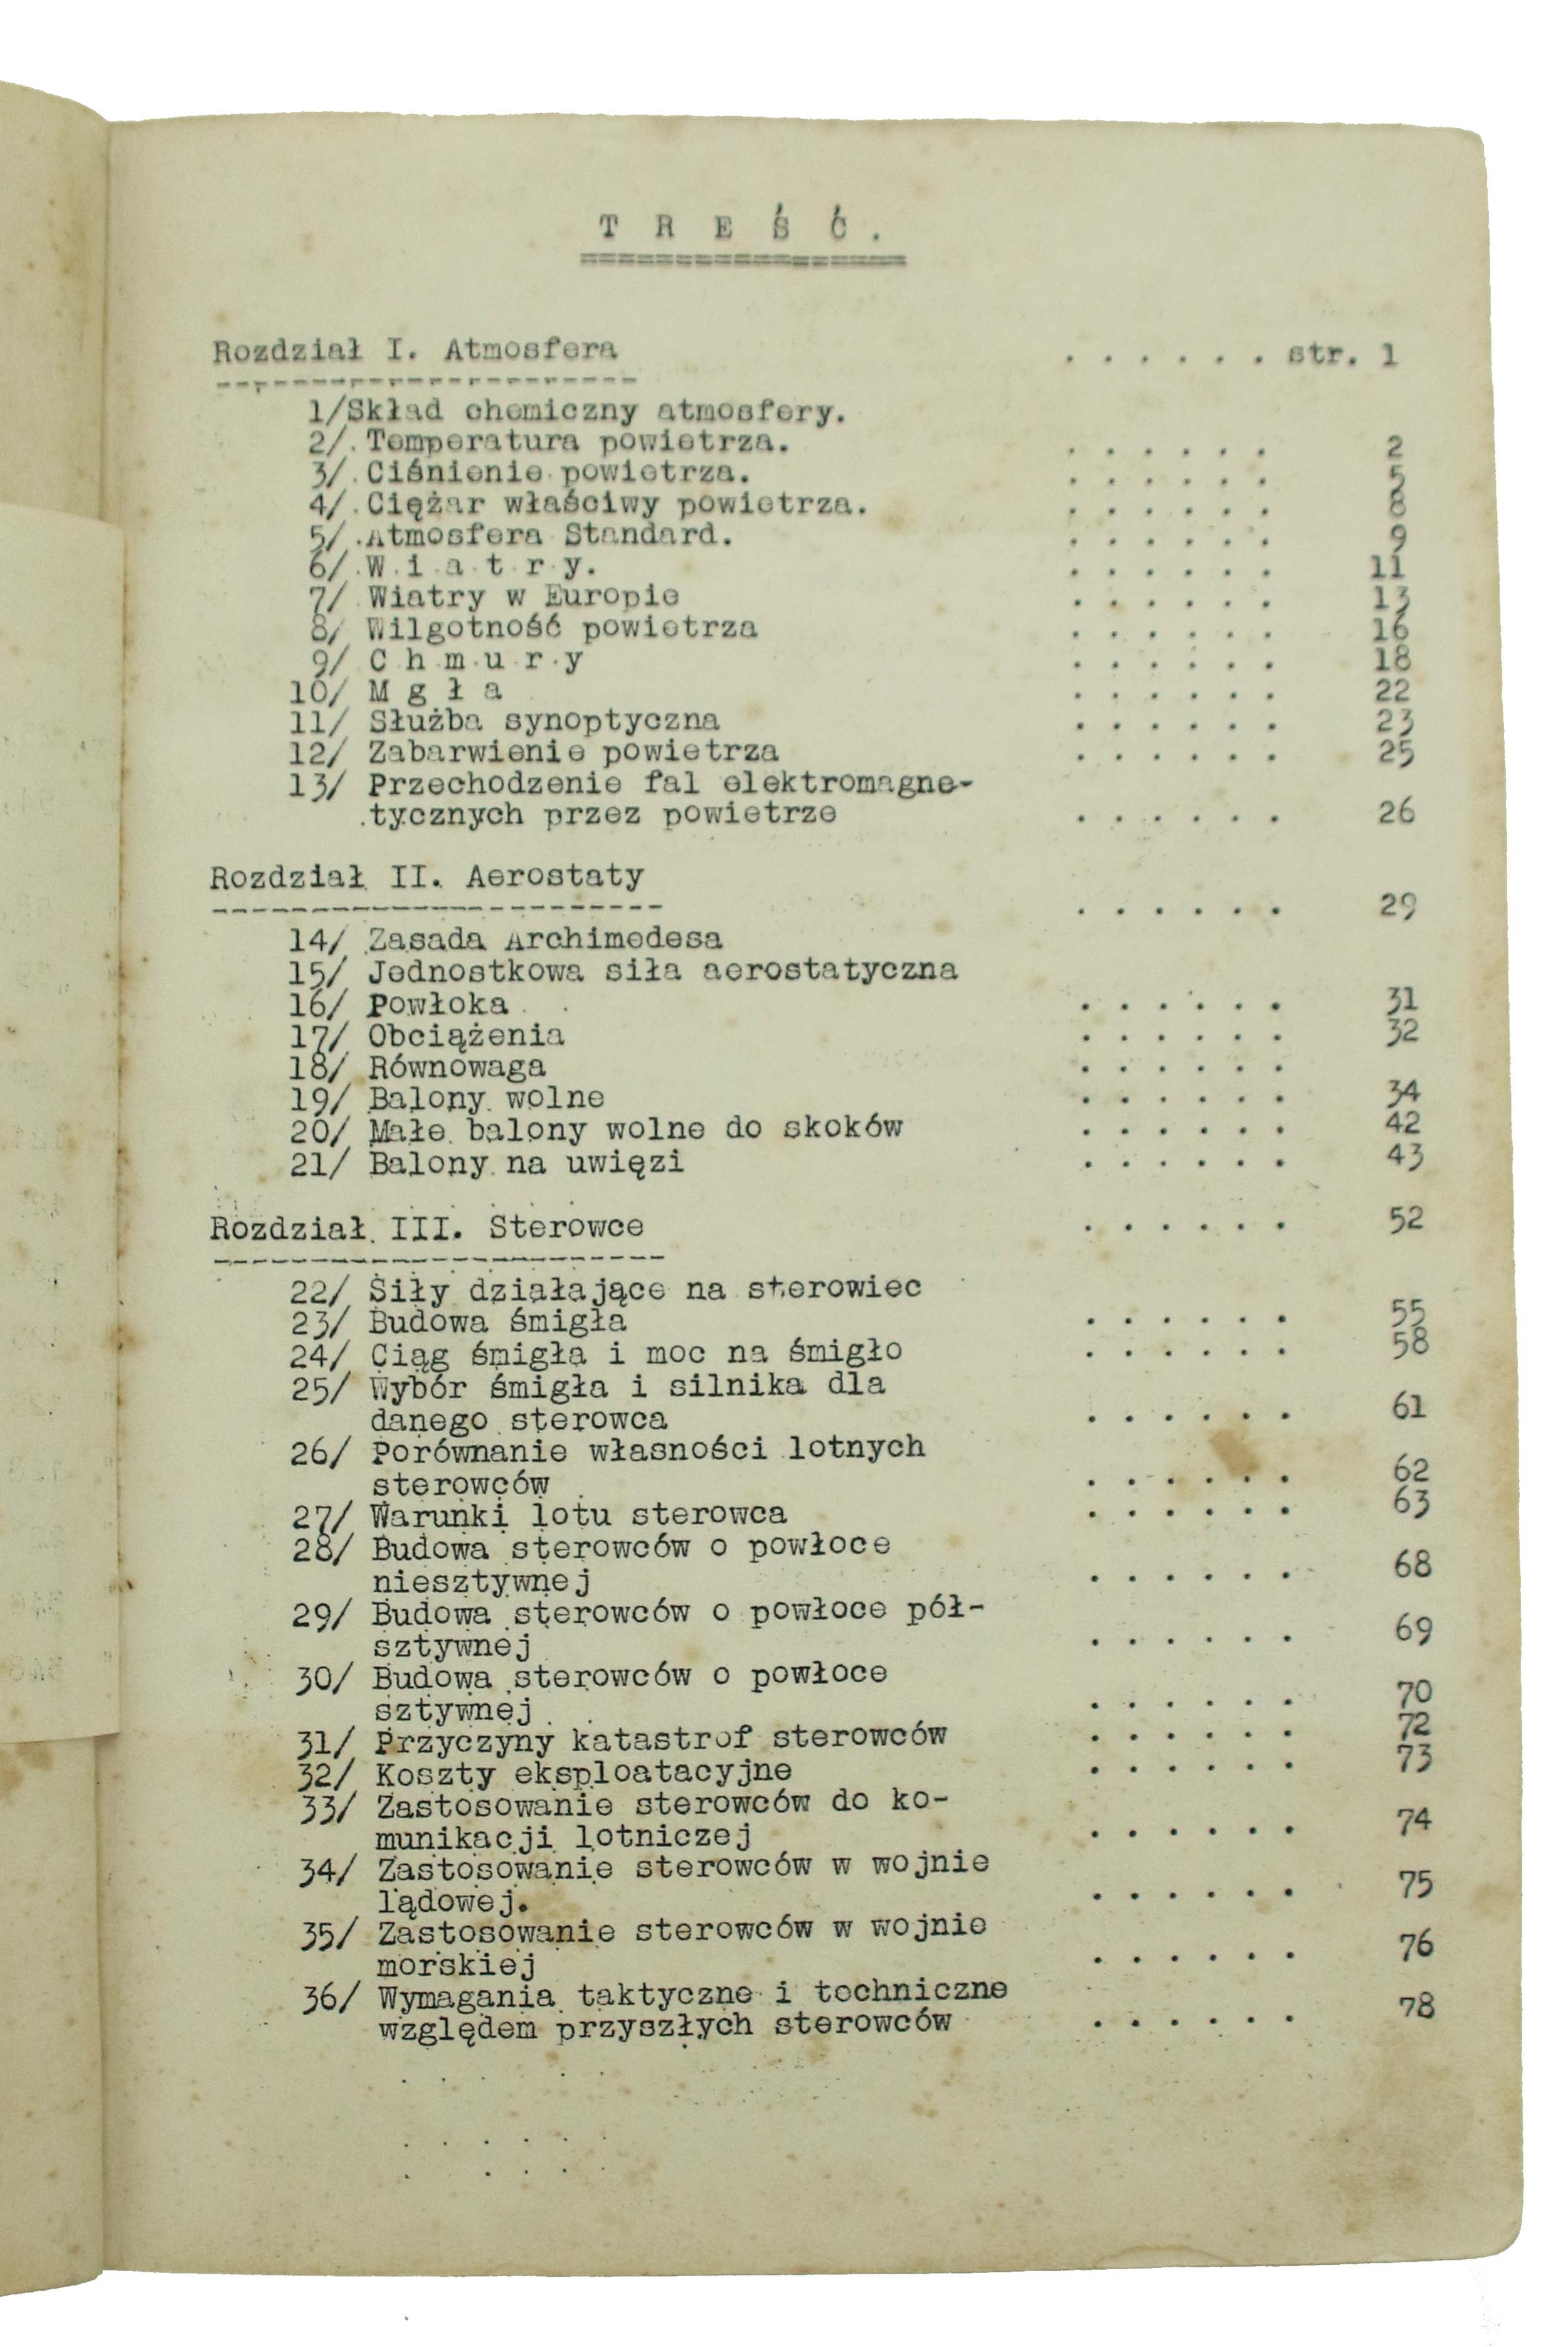 T R E Ś Ć .
Rozdział I. Atmosfera . . . . . . str. 1
1/Skład chemiczny atmosfery.
2/. Temperatura powietrza. . . . . . . 2
3/. Ciśnienie powietrza. . . . . . . 5
4/. Ciężar właściwy powietrza. . . . . . . 8
5/ .Atmosfera Standard. . . . . . . 9
6/. W i a t r y. . . . . . . 11
7/ Wiatry w Europie . . . . . . 13
8/ Wilgotność powietrza . . . . . . 16
9/ C h m u r y . . . . . . 18
10/ M g ł a . . . . . . 22
11/ Służba synoptyczna . . . . . . 23
12/ Zabarwienie powietrza . . . . . . 25
13/ Przechodzenie fal elektromagne-
tycznych przez powietrze . . . . . . 26
Rozdział II. Aerostaty
. . . . . . 29
14/ Zasada Archimedesa
15/ Jednostkowa siła aerostatyczna
16/ Powłoka . . . . . . 31
17/ Obciążenia . . . . . . 32
18/ Równowaga . . . . . .
19/ Balony wolne . . . . . . 34
20/ Małe balony wolne do skoków . . . . . . 42
21/ Balony na uwięzi . . . . . . 43
Rozdział III. Sterowce . . . . . . 52
22/ Siły działające na sterowiec
23/ Budowa śmigła . . . . . . 55
24/ Ciąg śmigła i moc na śmigło . . . . . . 58
25/ Wybór śmigła i silnika dla
danego sterowca . . . . . . 61
26/ Porównanie własności lotnych
sterowców . . . . . . 62
27/ Warunki lotu sterowca . . . . . . 63
28/ Budowa sterowców o powłoce
niesztywnej . . . . . . 68
29/ Budowa sterowców o powłoce pół-
sztywnej . . . . . . 69
30/ Budowa sterowców o powłoce
sztywnej . . . . . . 70
31/ Przyczyny katastrof sterowców . . . . . . 72
32/ Koszty eksploatacyjne . . . . . . 73
33/ Zastosowanie sterowców do ko-
munikacji lotniczej . . . . . . 74
34/ Zastosowanie sterowców w wojnie
lądowej. . . . . . . 75
35/ Zastosowanie sterowców w wojnie
morskiej . . . . . . 76
36/ Wymagania taktyczne i techniczne
względem przyszłych sterowców . . . . . . 78